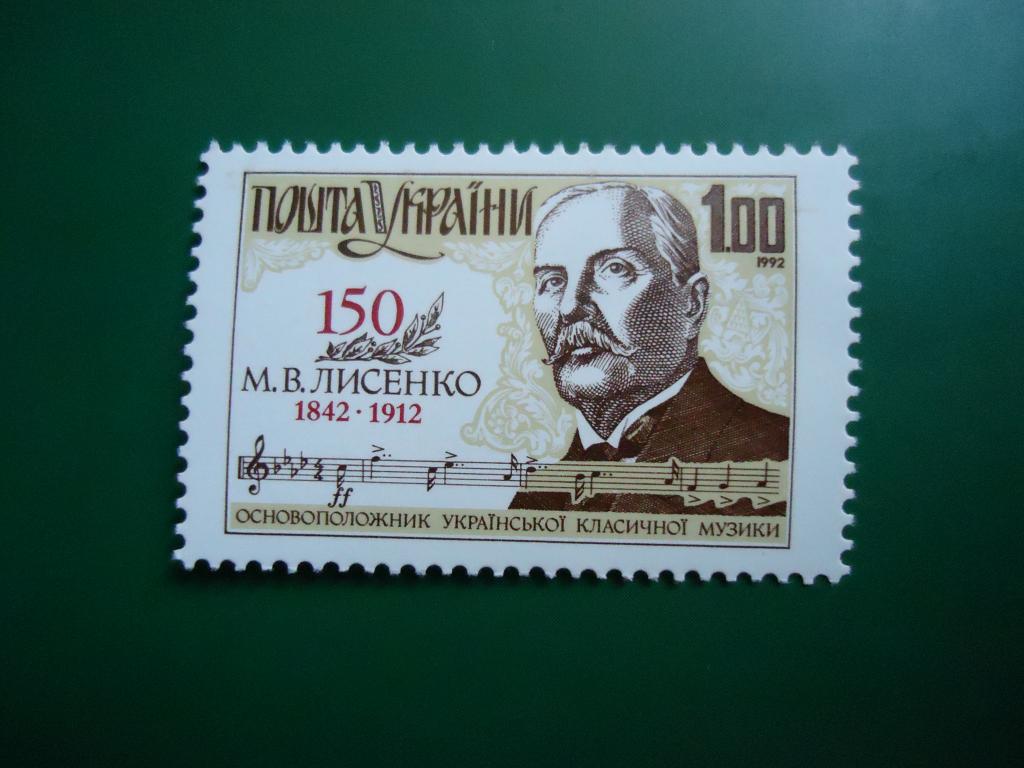 ПОШТА УКРАЇНИ
1.00
1992
150
М.В.ЛИСЕНКО
1842·1912
ff
ОСНОВОПОЛОЖНИК УКРАЇНСЬКОЇ КЛАСИЧНОЇ МУЗИКИ